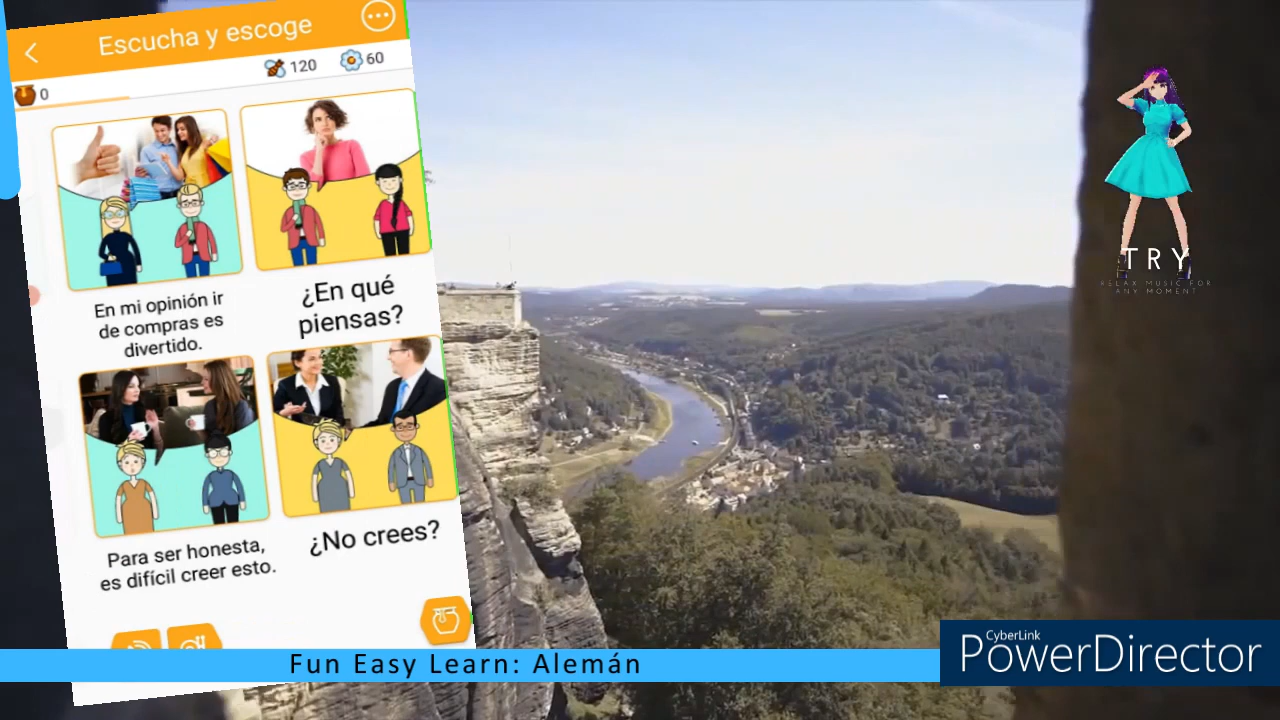 Escucha y escoge
0
120
60
En mi opinión ir
de compras es
divertido.
¿En qué
piensas?
Para ser honesta,
es difícil creer esto.
¿No crees?
TRY
RELAX MUSIC FOR
ANY MOMENT
Fun Easy Learn: Alemán
CyberLink
PowerDirector